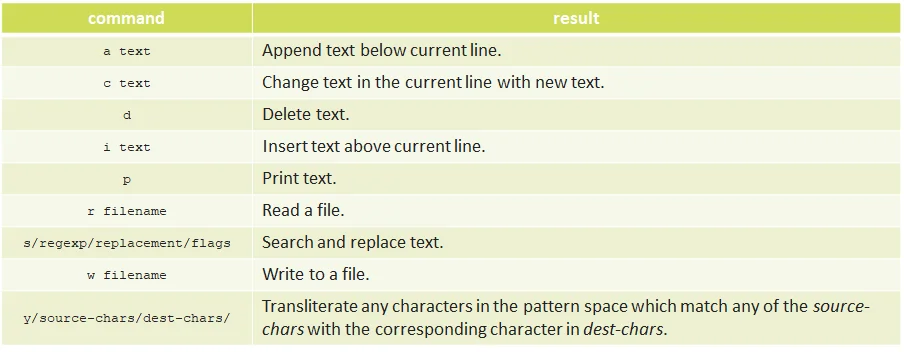 command result
a text Append text below current line.
c text Change text in the current line with new text.
d Delete text.
i text Insert text above current line.
p Print text.
r filename Read a file.
s/regexp/replacement/flags Search and replace text.
w filename Write to a file.
y/source-chars/dest-chars/ Transliterate any characters in the pattern space which match any of the source-
chars with the corresponding character in dest-chars.